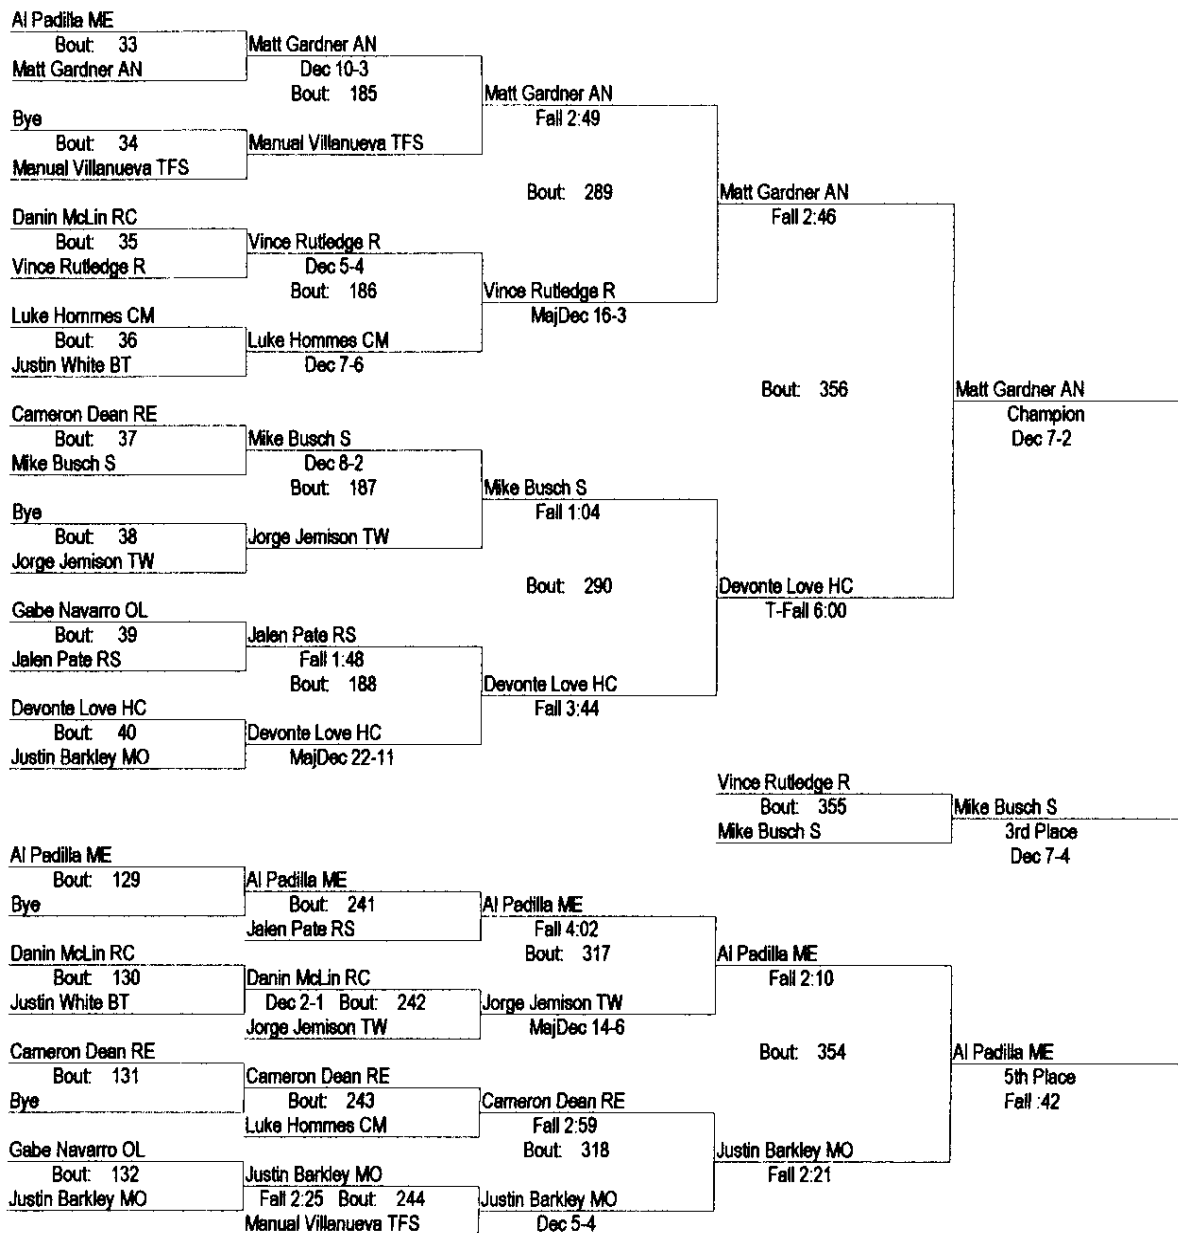 Al Padilla ME
Bout: 33
Matt Gardner AN
Matt Gardner AN
Dec 10-3
Bout: 185
Matt Gardner AN
Fall 2:49
Bye
Bout: 34
Manual Villanueva TFS
Manual Villanueva TFS
Bout: 289
Matt Gardner AN
Fall 2:46
Danin McLin RC
Bout: 35
Vince Rutledge R
Vince Rutledge R
Dec 5-4
Bout: 186
Vince Rutledge R
MajDec 16-3
Luke Hommes CM
Bout: 36
Justin White BT
Luke Hommes CM
Dec 7-6
Bout: 356
Matt Gardner AN
Champion
Dec 7-2
Cameron Dean RE
Bout: 37
Mike Busch S
Mike Busch S
Dec 8-2
Bout: 187
Mike Busch S
Fall 1:04
Bye
Bout: 38
Jorge Jemison TW
Jorge Jemison TW
Bout: 290
Devonte Love HC
T-Fall 6:00
Gabe Navarro OL
Bout: 39
Jalen Pate RS
Jalen Pate RS
Fall 1:48
Bout: 188
Devonte Love HC
Fall 3:44
Devonte Love HC
Bout: 40
Justin Barkley MO
Devonte Love HC
MajDec 22-11
Vince Rutledge R
Bout: 355
Mike Busch S
Mike Busch S
3rd Place
Dec 7-4
Al Padilla ME
Bout: 129
Bye
Al Padilla ME
Bout: 241
Jalen Pate RS
Al Padilla ME
Fall 4:02
Bout: 317
Al Padilla ME
Fall 2:10
Danin McLin RC
Bout: 130
Justin White BT
Danin McLin RC
Dec 2-1 Bout: 242
Jorge Jemison TW
Jorge Jemison TW
MajDec 14-6
Bout: 354
Al Padilla ME
5th Place
Fall :42
Cameron Dean RE
Bout: 131
Bye
Cameron Dean RE
Bout: 243
Luke Hommes CM
Cameron Dean RE
Fall 2:59
Bout: 318
Justin Barkley MO
Fall 2:21
Gabe Navarro OL
Bout: 132
Justin Barkley MO
Justin Barkley MO
Fall 2:25 Bout: 244
Manual Villanueva TFS
Justin Barkley MO
Dec 5-4